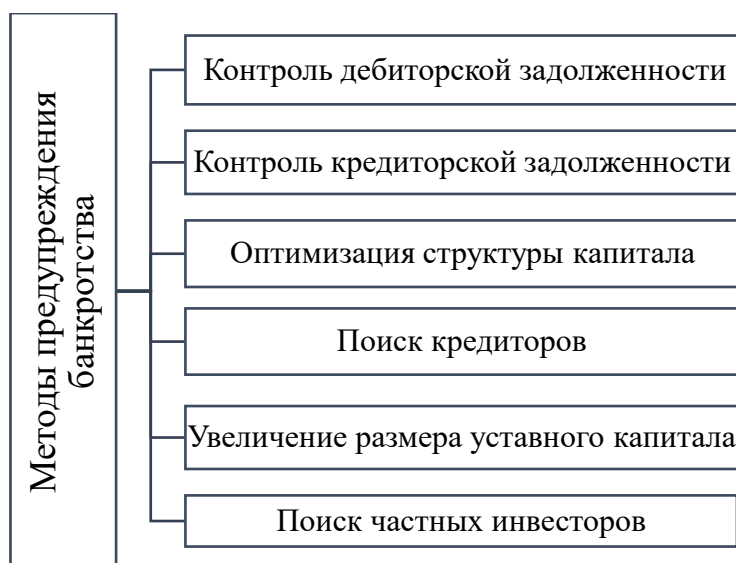 Методы предупреждения
банкротства
Контроль дебиторской задолженности
Контроль кредиторской задолженности
Оптимизация структуры капитала
Поиск кредиторов
Увеличение размера уставного капитала
Поиск частных инвесторов